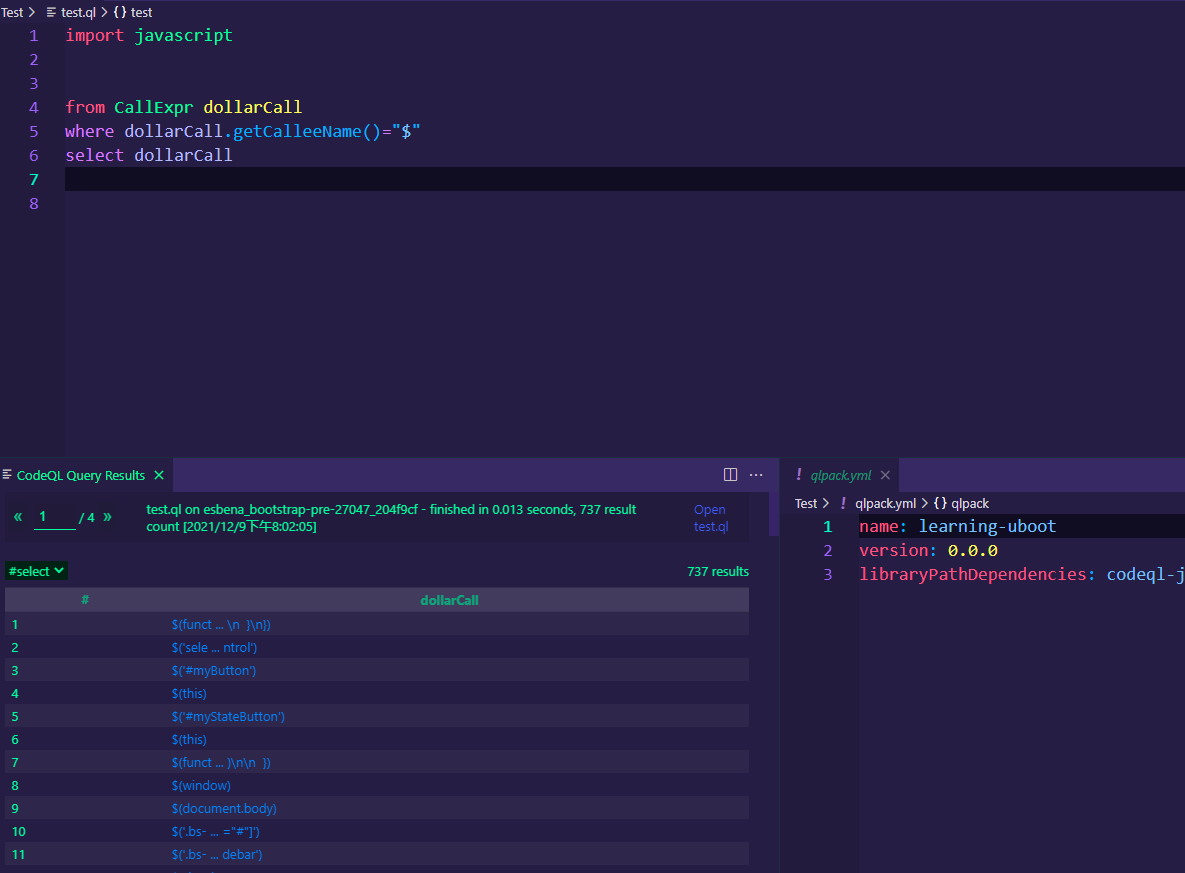 Test > test.ql > {} test
1 import javascript
2
3
4 from CallExpr dollarCall
5 where dollarCall.getCalleeName()="$"
6 select dollarCall
7
8
CodeQL Query Results
« 1 / 4 »
test.ql on esbena_bootstrap-pre-27047_204f9cf - finished in 0.013 seconds, 737 result
count [2021/12/9下午8:02:05]
Open
test.ql
#select
737 results
# dollarCall
1 $(funct ... \n }\n})
2 $('sele ... ntrol')
3 $('#myButton')
4 $(this)
5 $('#myStateButton')
6 $(this)
7 $(funct ... )\n\n })
8 $(window)
9 $(document.body)
10 $('.bs- ... ="#"]')
11 $('.bs- ... debar')
! qlpack.yml
Test > ! qlpack.yml > {} qlpack
1 name: learning-uboot
2 version: 0.0.0
3 libraryPathDependencies: codeql-j